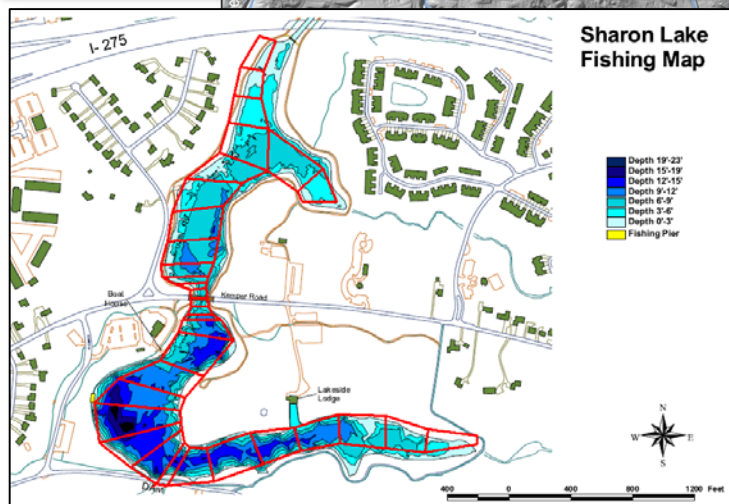 Sharon Lake
Fishing Map
I-275
Depth 19'-23'
Depth 15'-19'
Depth 12'-15'
Depth 9'-12'
Depth 6'-9'
Depth 3'-6'
Depth 0'-3'
Fishing Pier
Boat
House
Kemper Road
Lakeside
Lodge
N
W E
S
400 0 400 800 1200 Feet